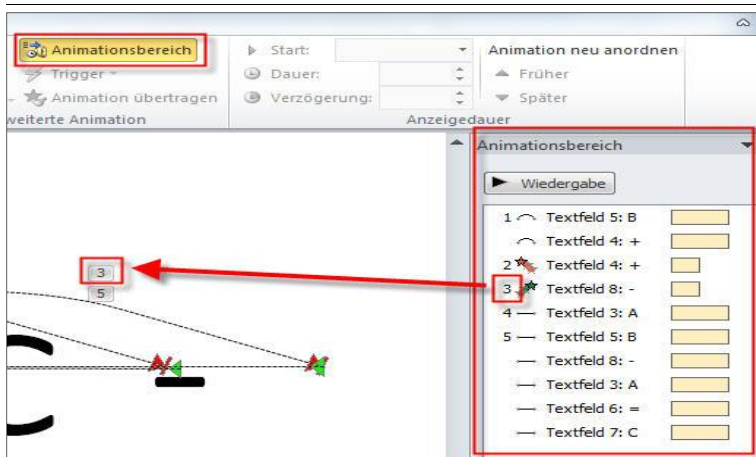 Animationsbereich
Start:
Animation neu anordnen
Trigger
Dauer:
Früher
Animation übertragen
Verzögerung:
Später
weiterte Animation
Anzeigedauer
Animationsbereich
Wiedergabe
1 Textfeld 5: B
Textfeld 4: +
2 Textfeld 4: +
3 Textfeld 8: -
4 Textfeld 3: A
5 Textfeld 5: B
Textfeld 8: -
Textfeld 3: A
Textfeld 6: =
Textfeld 7: C
3
5
C
A
-